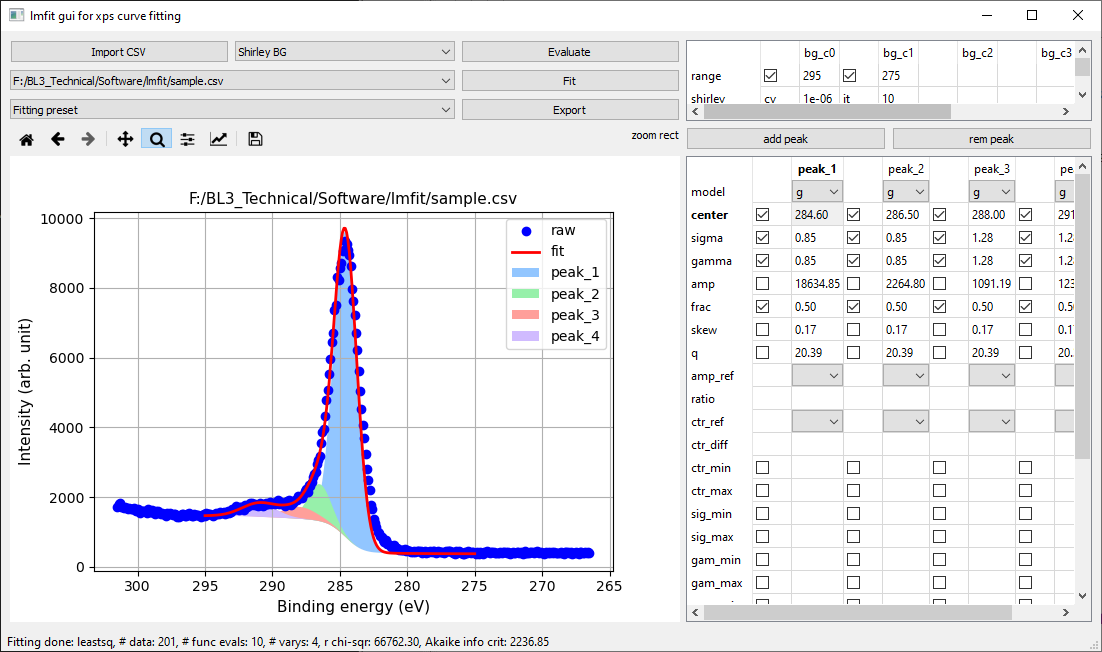 lmfit gui for xps curve fitting
Import CSV
Shirley BG
Evaluate
F:/BL3_Technical/Software/lmfit/sample.csv
Fit
Fitting preset
Export
zoom rect
F:/BL3_Technical/Software/lmfit/sample.csv
10000
8000
6000
4000
2000
0
Intensity (arb. unit)
300 295 290 285 280 275 270 265
Binding energy (eV)
raw
fit
peak_1
peak_2
peak_3
peak_4
bg_c0 bg_c1 bg_c2 bg_c3
range 295 275
shirley cv 1e-06 it 10
add peak
rem peak
peak_1 peak_2 peak_3 pe
model g g g g
center 284.60 286.50 288.00 291
sigma 0.85 0.85 1.28 1.2
gamma 0.85 0.85 1.28 1.2
amp 18634.85 2264.80 1091.19 123
frac 0.50 0.50 0.50 0.5
skew 0.17 0.17 0.17 0.1
q 20.39 20.39 20.39 20.
amp_ref
ratio
ctr_ref
ctr_diff
ctr_min
ctr_max
sig_min
sig_max
gam_min
gam_max
Fitting done: leastsq, # data: 201, # func evals: 10, # varys: 4, r chi-sqr: 66762.30, Akaike info crit: 2236.85